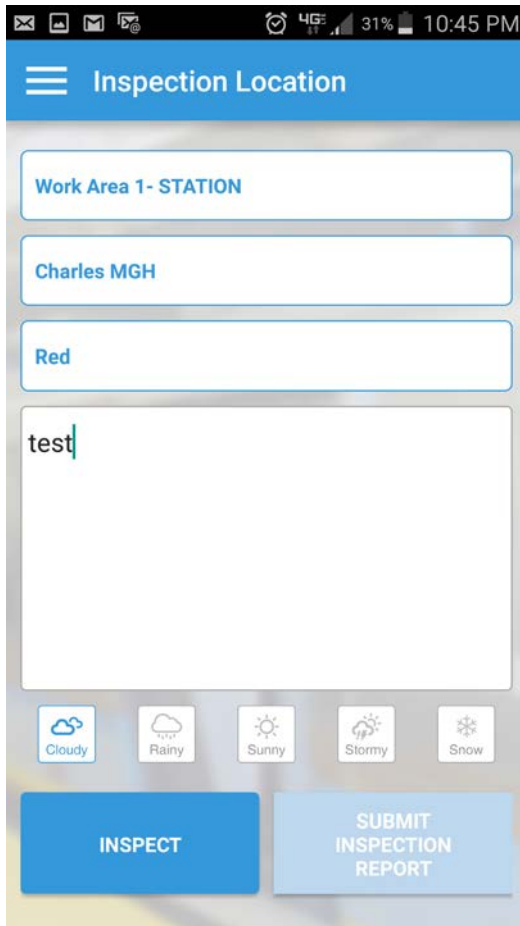 4G 31% 10:45 PM
Inspection Location
Work Area 1- STATION
Charles MGH
Red
test
Cloudy Rainy Sunny Stormy Snow
INSPECT
SUBMIT
INSPECTION
REPORT